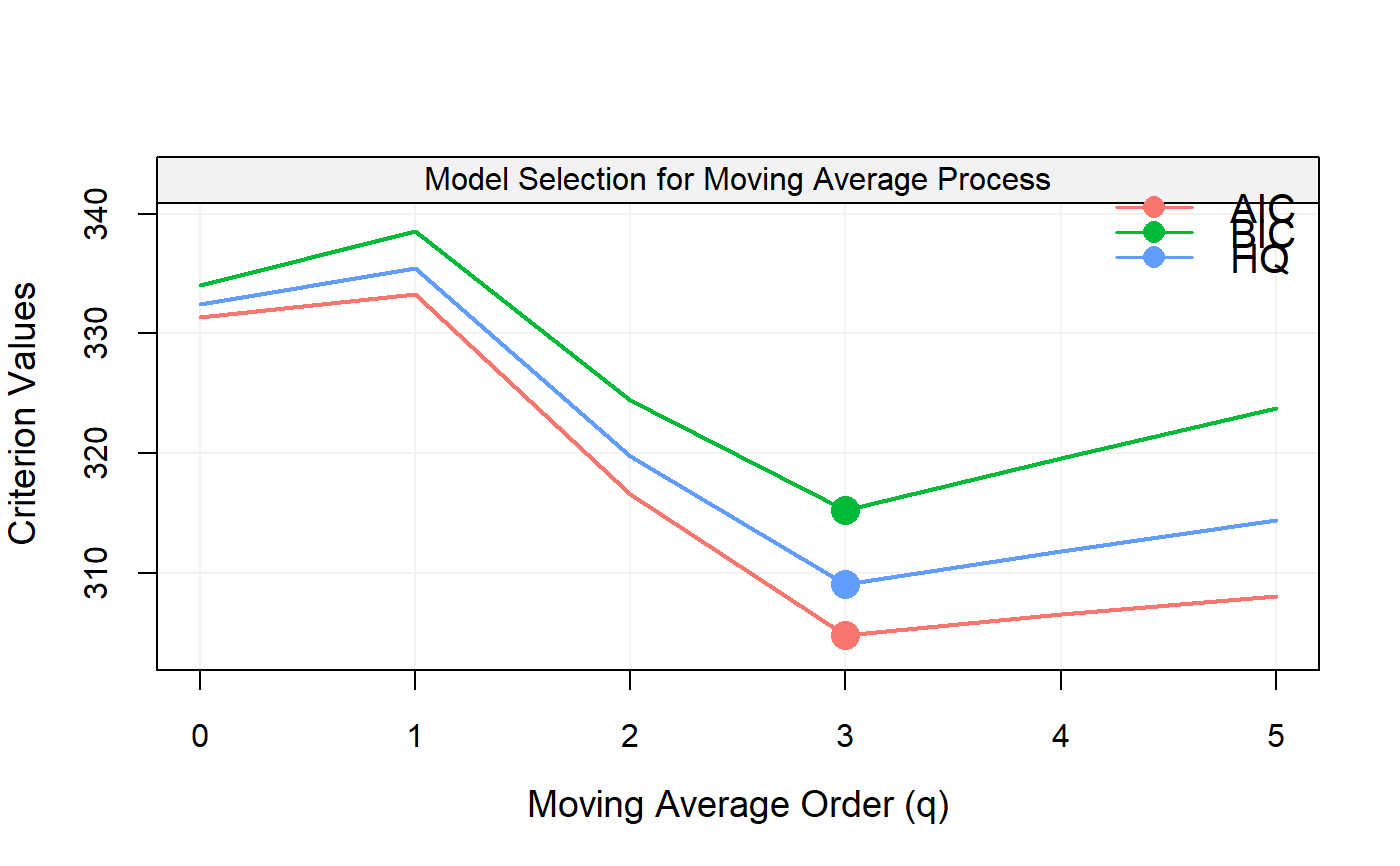 Model Selection for Moving Average Process
AIC
BIC
HQ
340
330
320
310
Criterion Values
0 1 2 3 4 5
Moving Average Order (q)